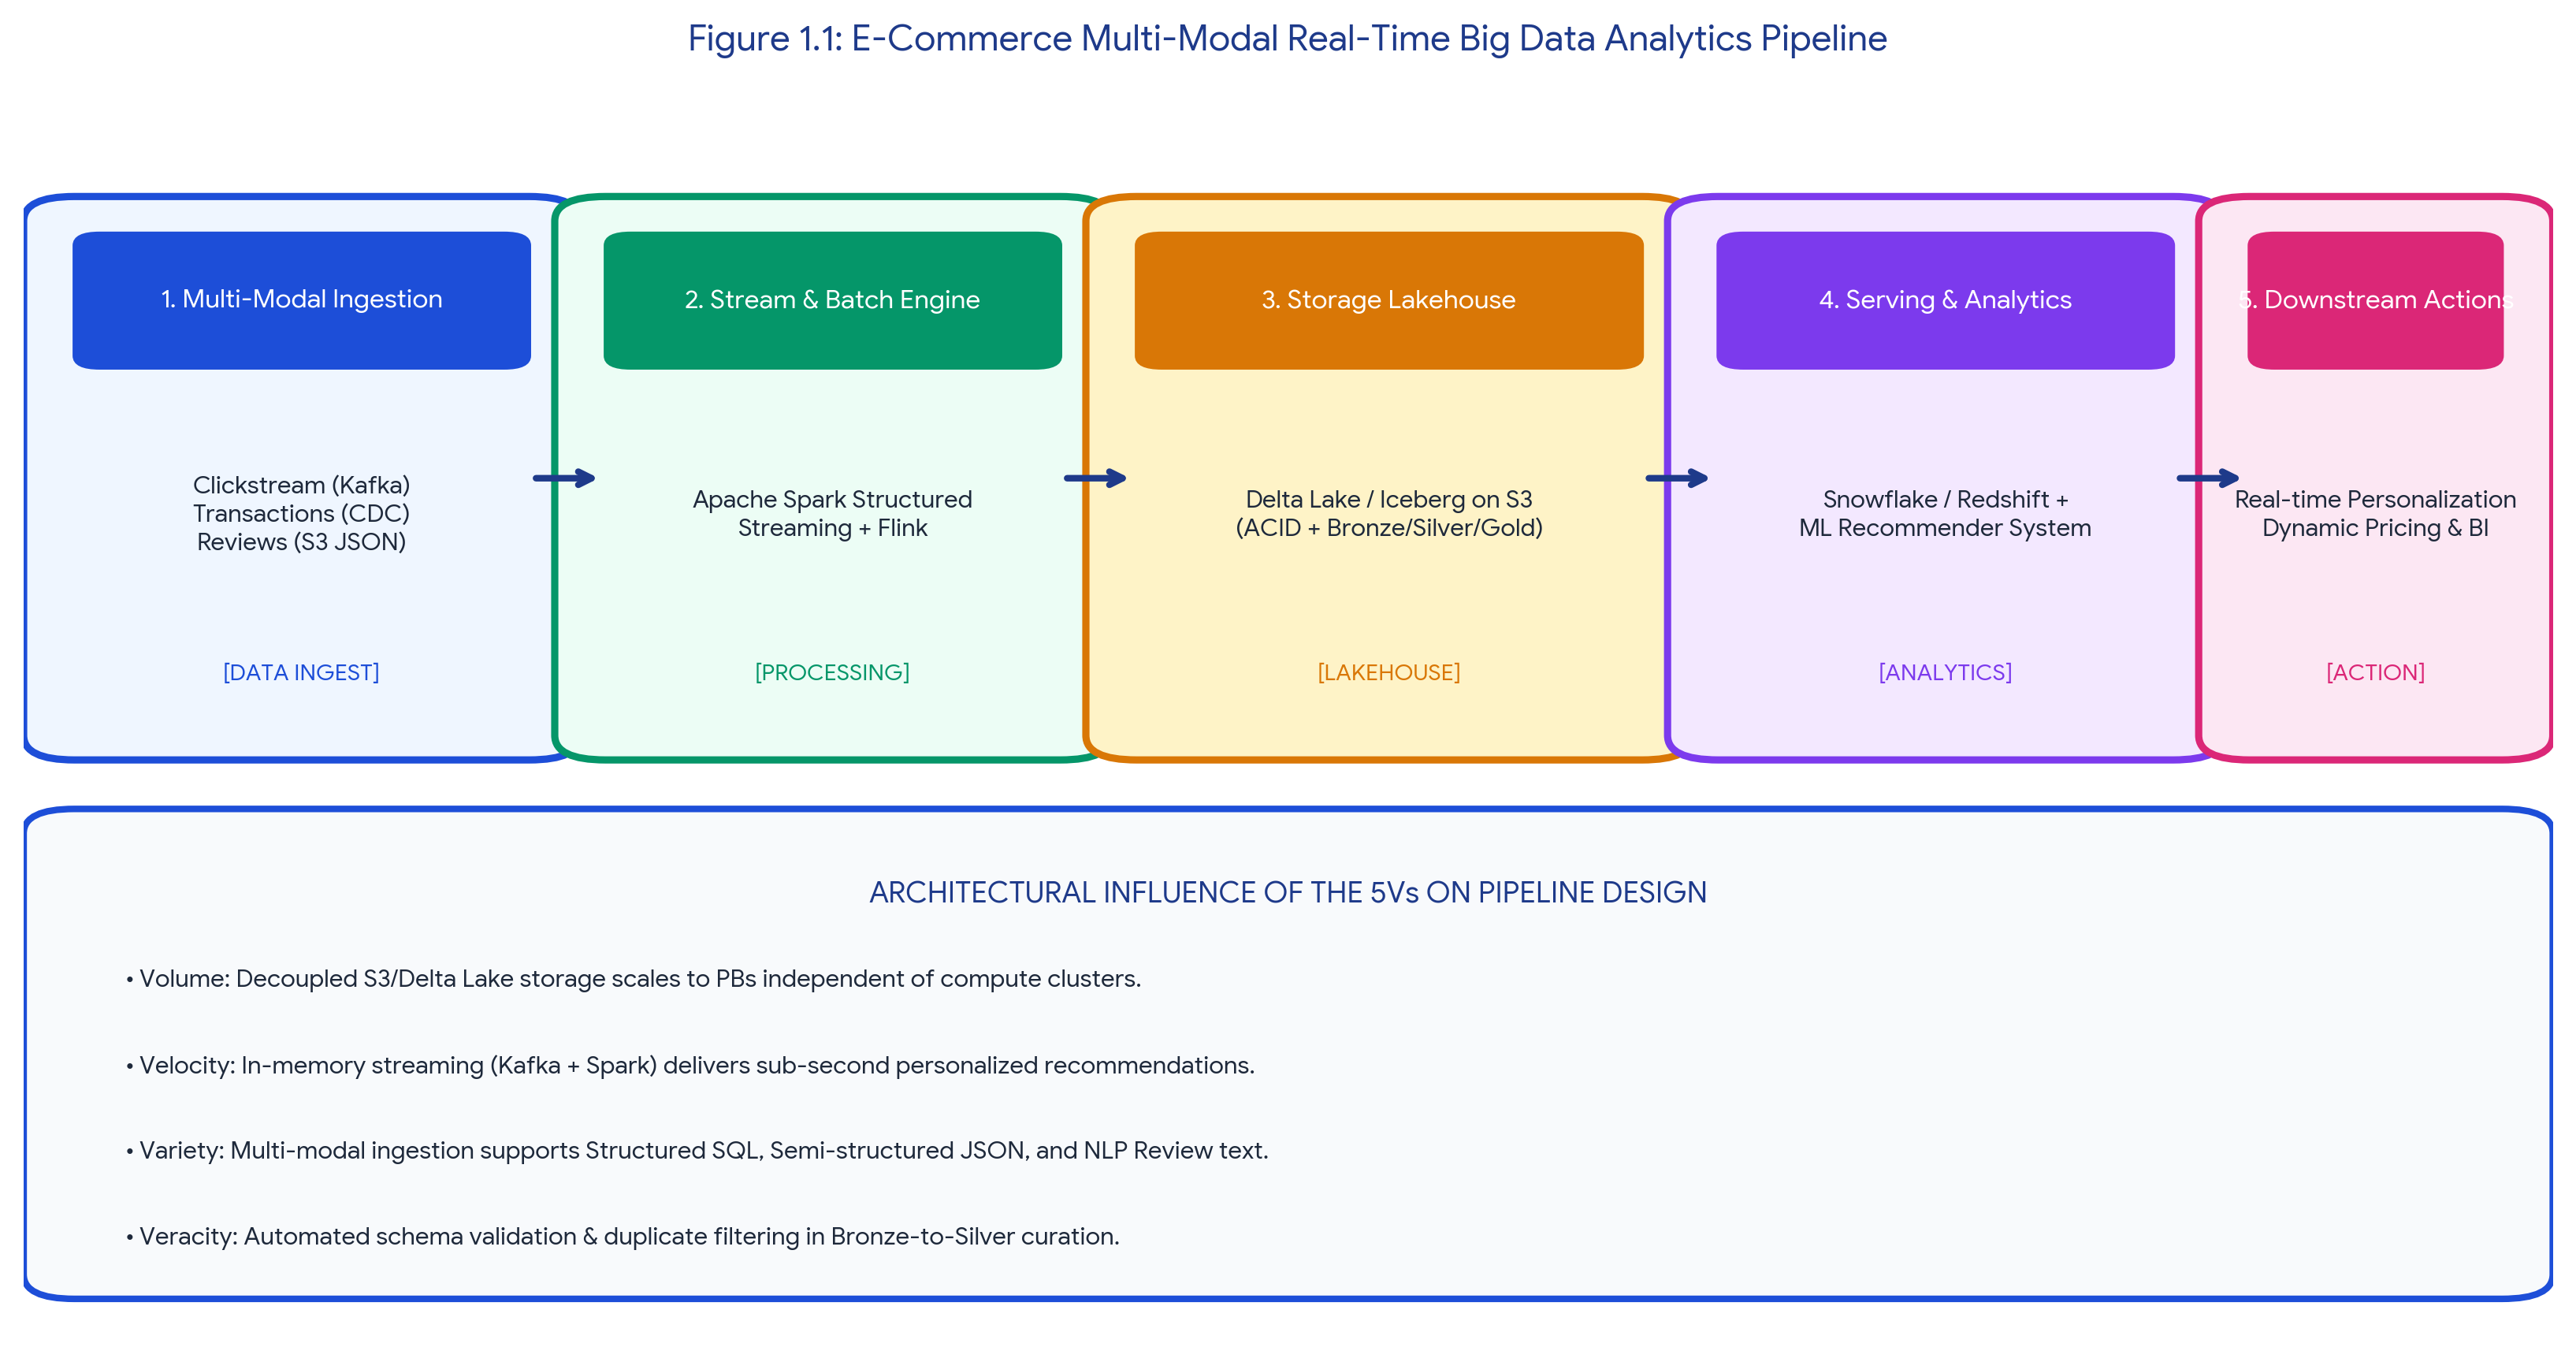 Figure 1.1: E-Commerce Multi-Modal Real-Time Big Data Analytics Pipeline
1. Multi-Modal Ingestion
Clickstream (Kafka)
Transactions (CDC)
Reviews (S3 JSON)
[DATA INGEST]
2. Stream & Batch Engine
Apache Spark Structured
Streaming + Flink
[PROCESSING]
3. Storage Lakehouse
Delta Lake / Iceberg on S3
(ACID + Bronze/Silver/Gold)
[LAKEHOUSE]
4. Serving & Analytics
Snowflake / Redshift +
ML Recommender System
[ANALYTICS]
5. Downstream Actions
Real-time Personalization
Dynamic Pricing & BI
[ACTION]
ARCHITECTURAL INFLUENCE OF THE 5Vs ON PIPELINE DESIGN
• Volume: Decoupled S3/Delta Lake storage scales to PBs independent of compute clusters.
• Velocity: In-memory streaming (Kafka + Spark) delivers sub-second personalized recommendations.
• Variety: Multi-modal ingestion supports Structured SQL, Semi-structured JSON, and NLP Review text.
• Veracity: Automated schema validation & duplicate filtering in Bronze-to-Silver curation.